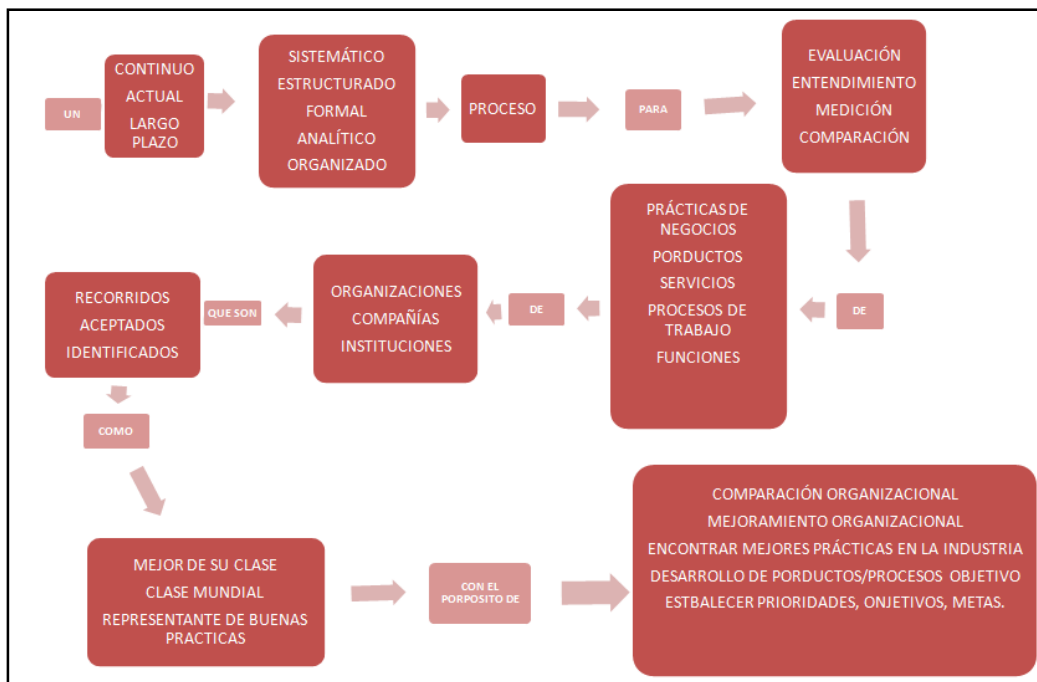 UN
CONTINUO
ACTUAL
LARGO
PLAZO
SISTEMÁTICO
ESTRUCTURADO
FORMAL
ANALÍTICO
ORGANIZADO
PROCESO
PARA
EVALUACIÓN
ENTENDIMIENTO
MEDICIÓN
COMPARACIÓN
DE
PRÁCTICAS DE
NEGOCIOS
PORDUCTOS
SERVICIOS
PROCESOS DE
TRABAJO
FUNCIONES
DE
ORGANIZACIONES
COMPAÑÍAS
INSTITUCIONES
QUE SON
RECORRIDOS
ACEPTADOS
IDENTIFICADOS
COMO
MEJOR DE SU CLASE
CLASE MUNDIAL
REPRESENTANTE DE BUENAS
PRACTICAS
CON EL
PORPOSITO DE
COMPARACIÓN ORGANIZACIONAL
MEJORAMIENTO ORGANIZACIONAL
ENCONTRAR MEJORES PRÁCTICAS EN LA INDUSTRIA
DESARROLLO DE PORDUCTOS/PROCESOS OBJETIVO
ESTBALECER PRIORIDADES, ONJETIVOS, METAS.